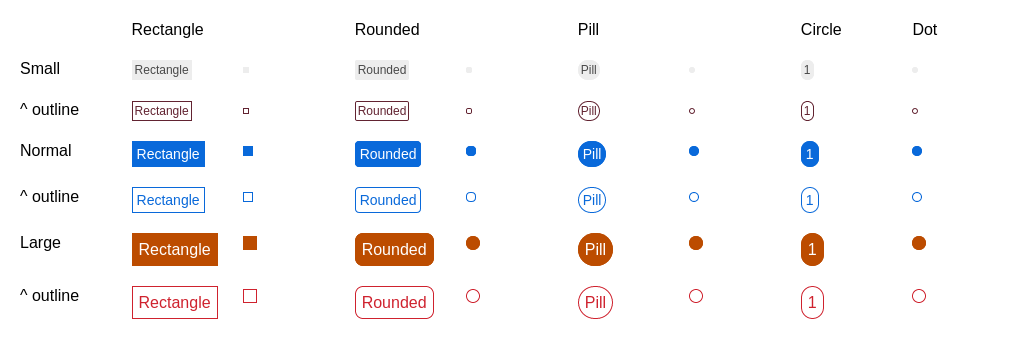 Rectangle Rounded Pill Circle Dot
Small Rectangle Rounded Pill 1
^ outline Rectangle Rounded Pill 1
Normal Rectangle Rounded Pill 1
^ outline Rectangle Rounded Pill 1
Large Rectangle Rounded Pill 1
^ outline Rectangle Rounded Pill 1